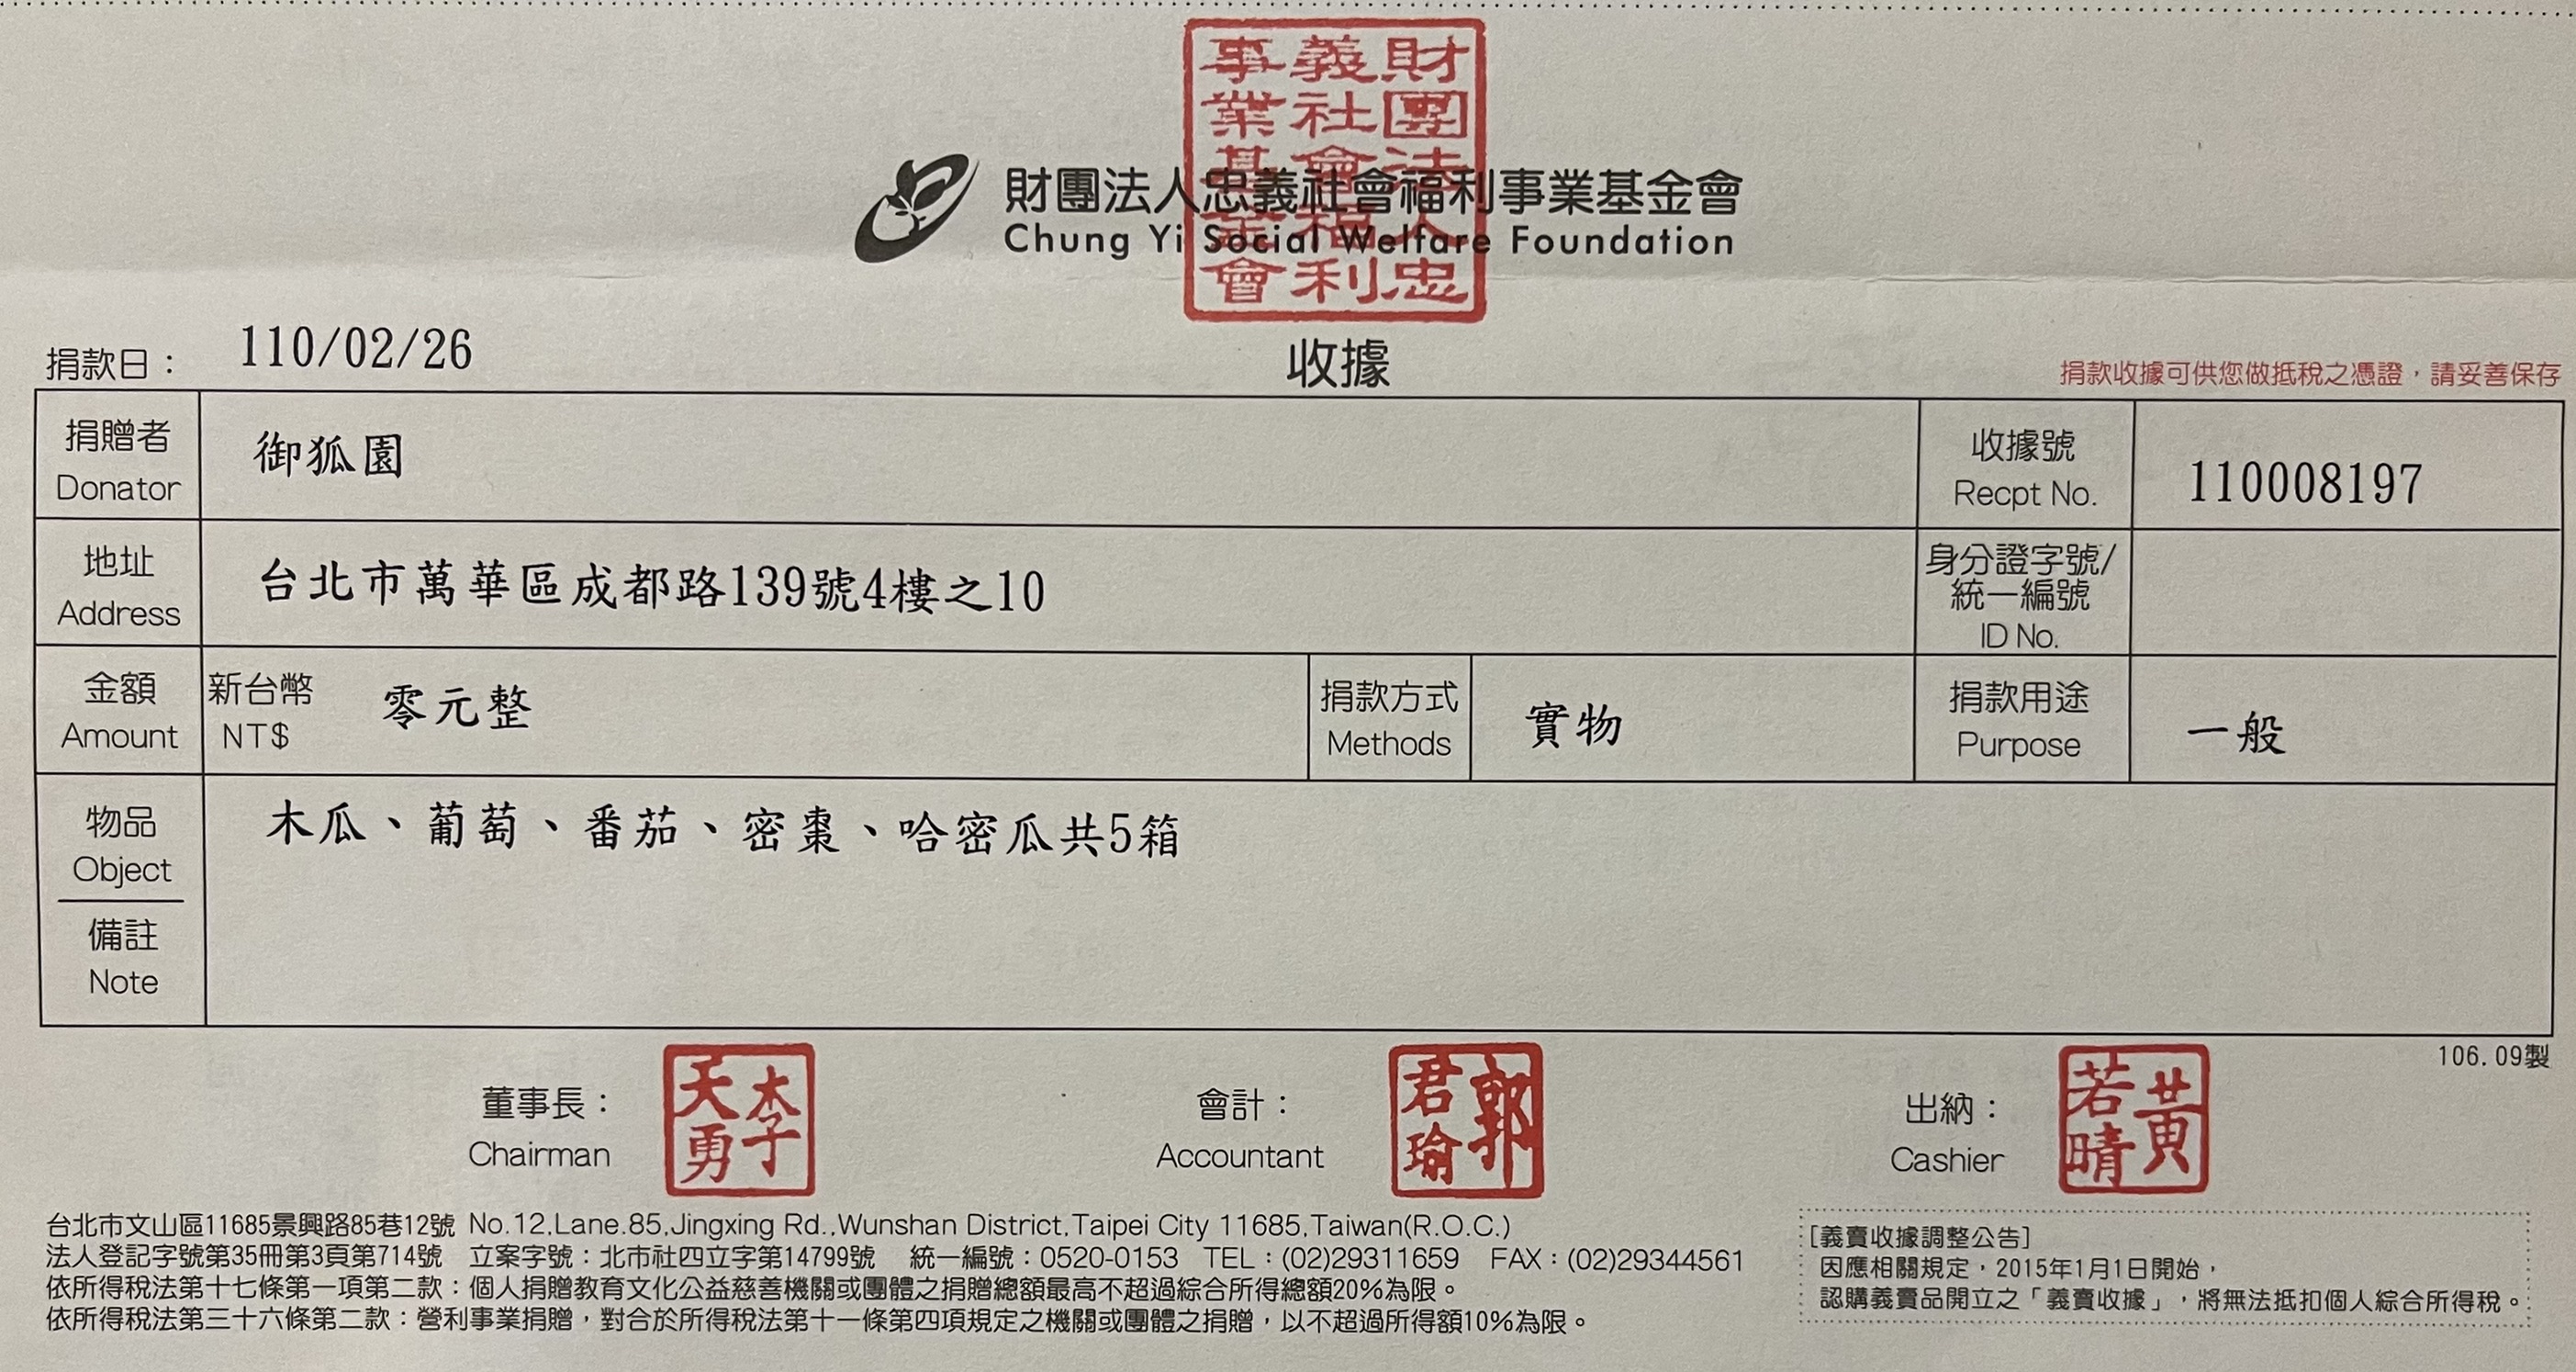 財團法人忠義社會福利事業基金會
財團法人忠義社會福利事業基金會
Chung Yi Social Welfare Foundation
捐款日： 110/02/26
收據
捐款收據可供您做抵稅之憑證，請妥善保存
捐贈者 御狐園 收據號
Donator Recpt No. 110008197
地址 台北市萬華區成都路139號4樓之10 身分證字號/
統一編號
Address ID No.
金額 新台幣 零元整 捐款方式 實物 捐款用途 一般
Amount NT$ Methods Purpose
物品 木瓜、葡萄、番茄、密棗、哈密瓜共5箱
Object
備註
Note
106.09製
董事長： 李天勇 會計： 郭君瑜 出納： 黃若晴
Chairman Accountant Cashier
台北市文山區11685景興路85巷12號 No.12,Lane.85,Jingxing Rd.,Wunshan District,Taipei City 11685,Taiwan(R.O.C.)
法人登記字號第35冊第3頁第714號 立案字號：北市社四立字第14799號 統一編號：0520-0153 TEL：(02)29311659 FAX：(02)29344561
依所得稅法第十七條第一項第二款：個人捐贈教育文化公益慈善機關或團體之捐贈總額最高不超過綜合所得總額20%為限。
依所得稅法第三十六條第二款：營利事業捐贈，對合於所得稅法第十一條第四項規定之機關或團體之捐贈，以不超過所得額10%為限。
[義賣收據調整公告]
因應相關規定，2015年1月1日開始，
認購義賣品開立之「義賣收據」，將無法抵扣個人綜合所得稅。